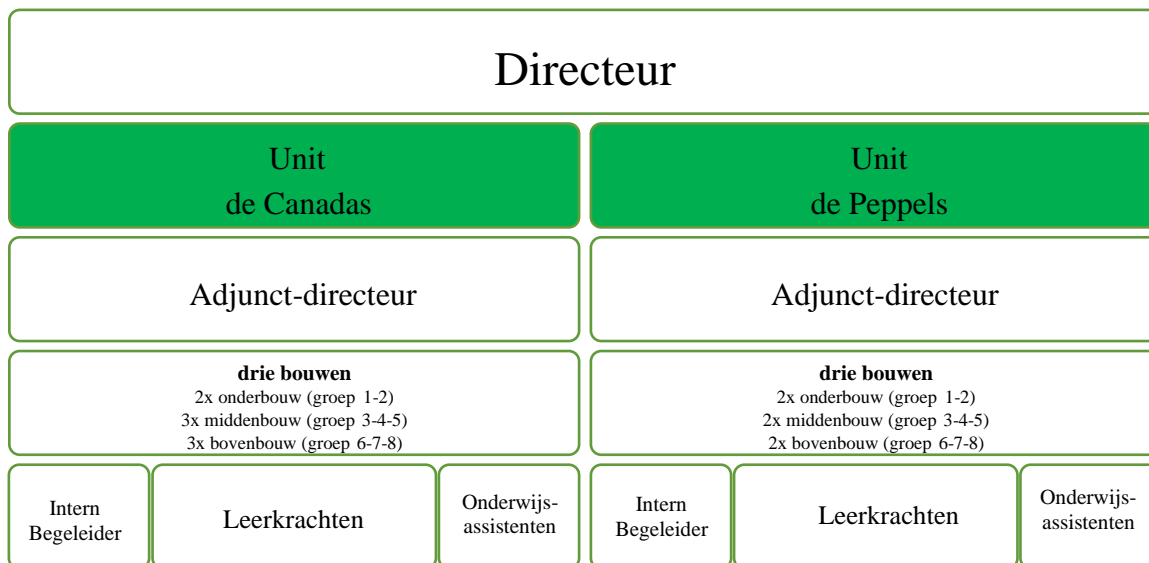 Directeur
Unit
de Canadas
Unit
de Peppels
Adjunct-directeur
Adjunct-directeur
drie bouwen
2x onderbouw (groep 1-2)
3x middenbouw (groep 3-4-5)
3x bovenbouw (groep 6-7-8)
drie bouwen
2x onderbouw (groep 1-2)
2x middenbouw (groep 3-4-5)
2x bovenbouw (groep 6-7-8)
Intern
Begeleider
Leerkrachten
Onderwijs-
assistenten
Intern
Begeleider
Leerkrachten
Onderwijs-
assistenten